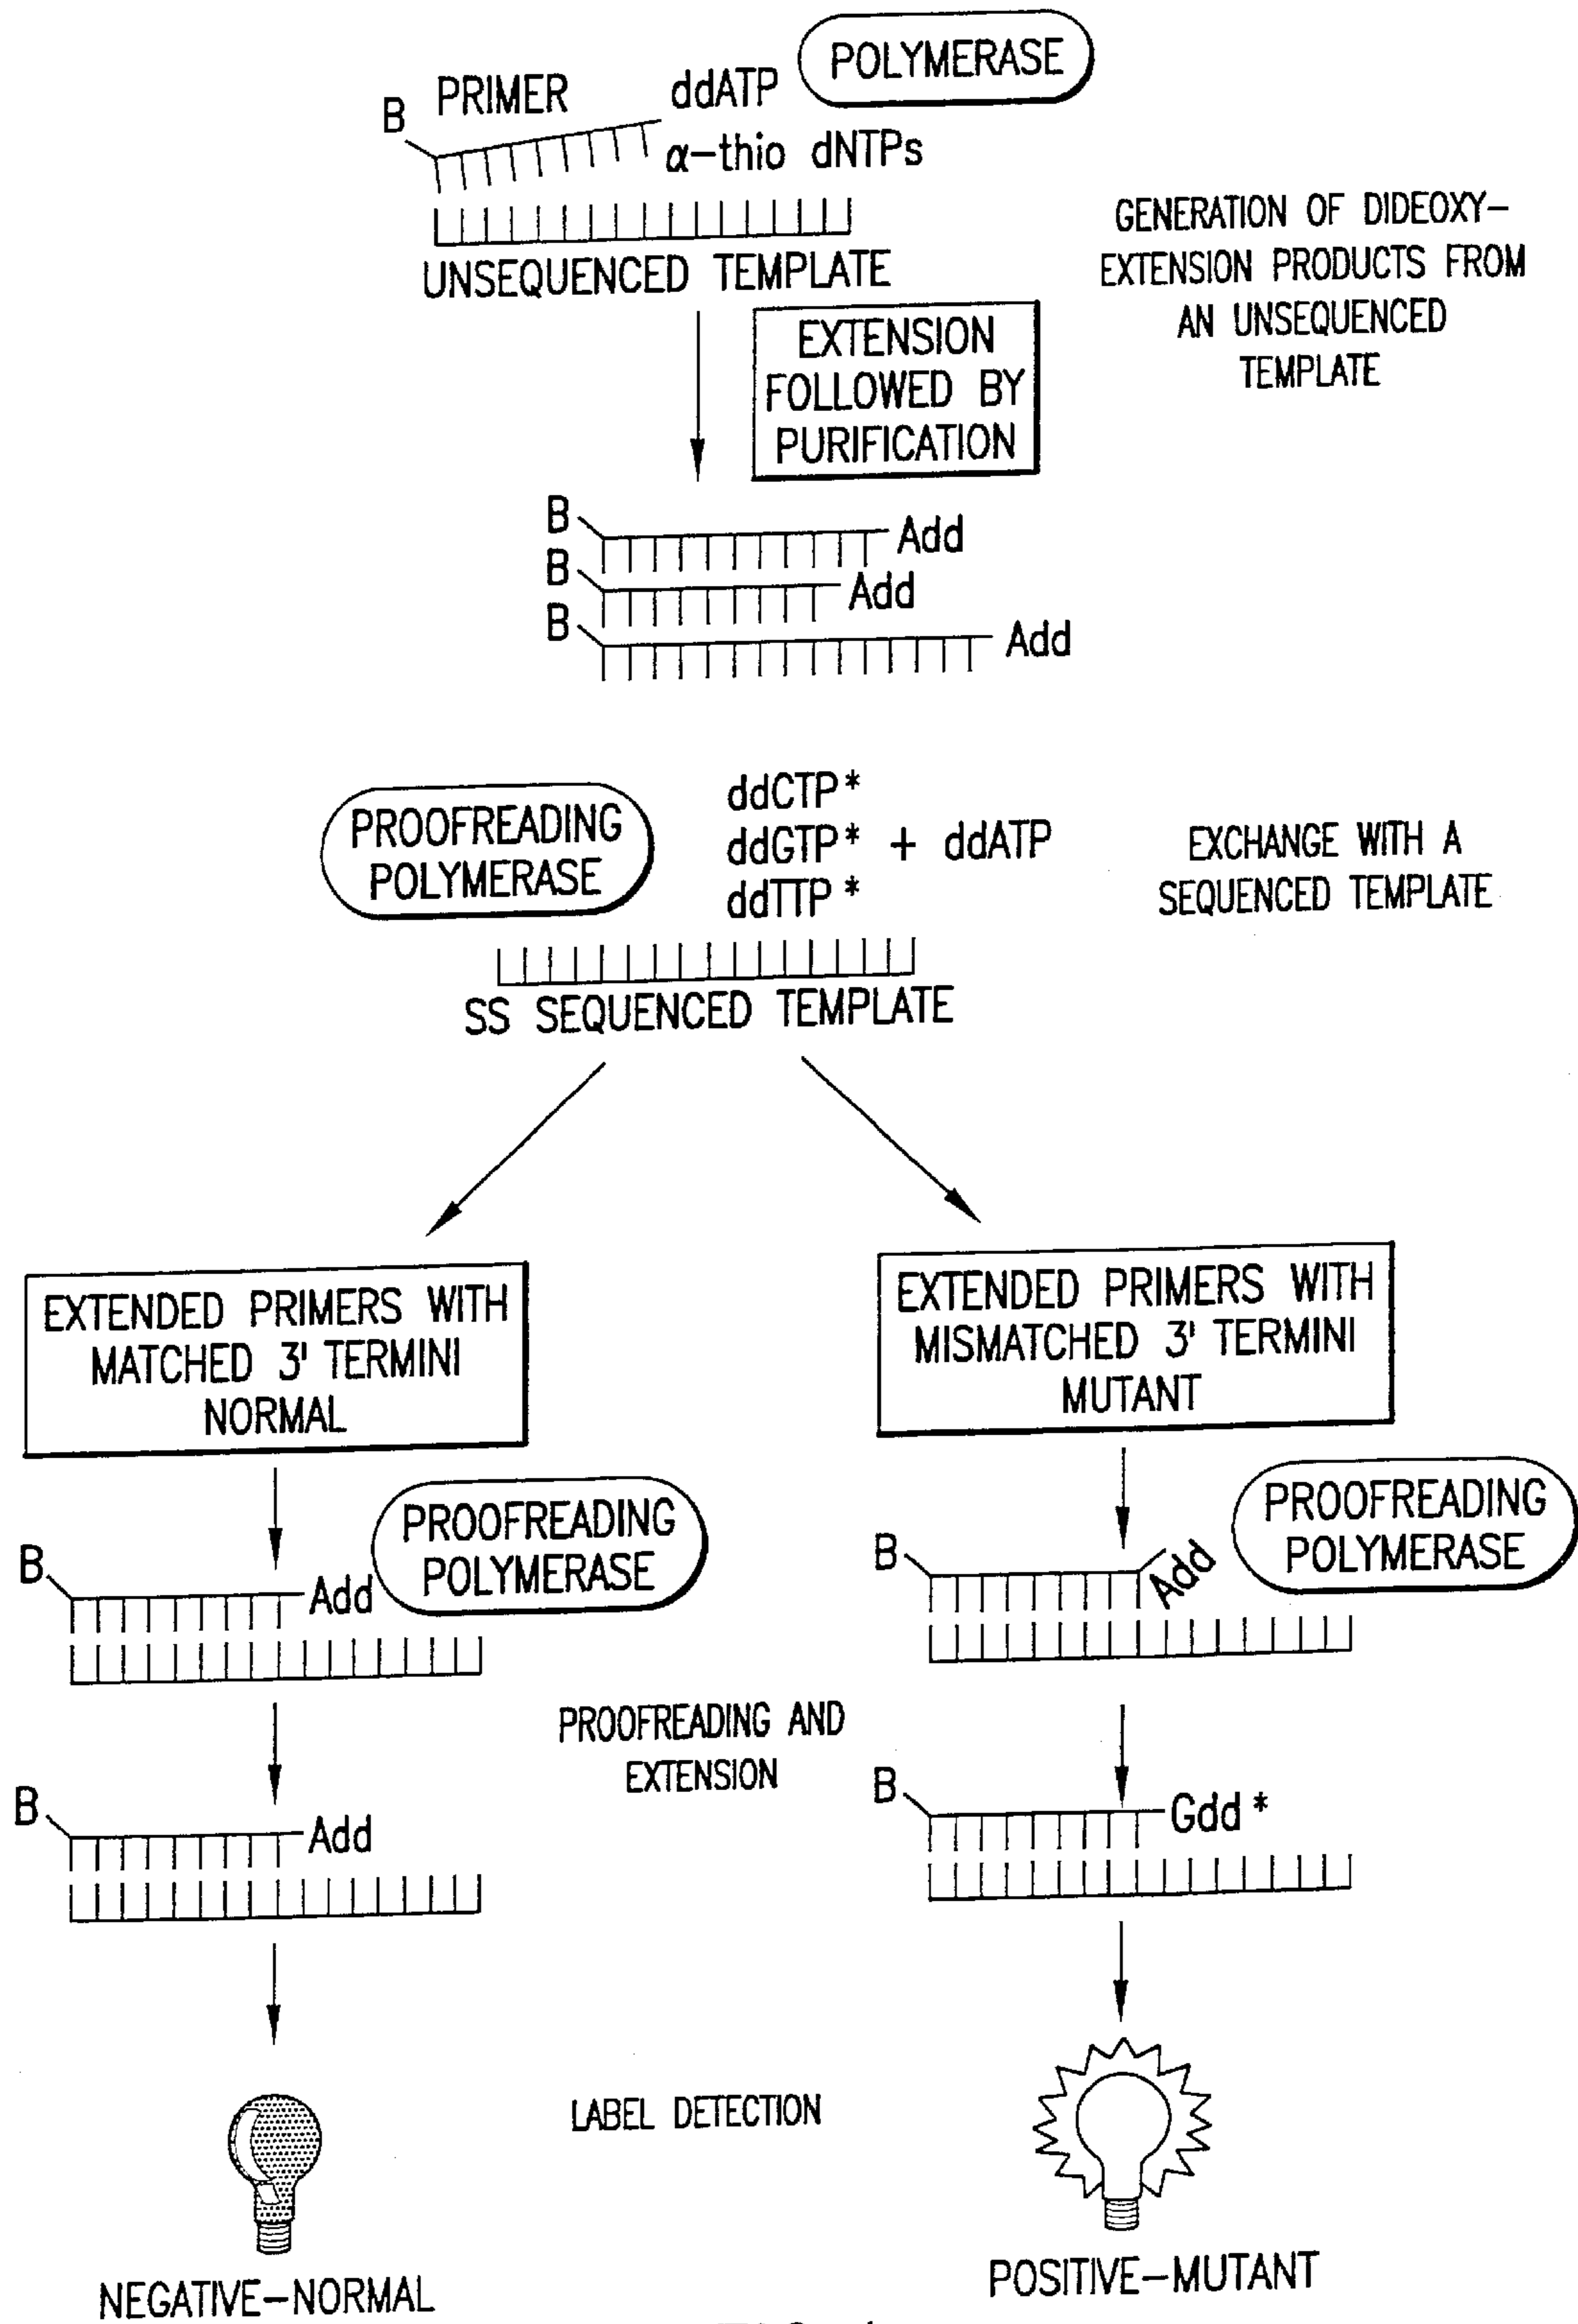 POLYMERASE
B PRIMER ddATP
α-thio dNTPs
UNSEQUENCED TEMPLATE
GENERATION OF DIDEOXY-
EXTENSION PRODUCTS FROM
AN UNSEQUENCED
TEMPLATE
EXTENSION
FOLLOWED BY
PURIFICATION
B Add
B Add
B Add
PROOFREADING
POLYMERASE
ddCTP*
ddGTP* + ddATP
ddTTP*
EXCHANGE WITH A
SEQUENCED TEMPLATE
SS SEQUENCED TEMPLATE
EXTENDED PRIMERS WITH
MATCHED 3' TERMINI
NORMAL
EXTENDED PRIMERS WITH
MISMATCHED 3' TERMINI
MUTANT
B Add
PROOFREADING
POLYMERASE
B Add
PROOFREADING
POLYMERASE
PROOFREADING AND
EXTENSION
B Add
B Gdd*
LABEL DETECTION
NEGATIVE-NORMAL
POSITIVE-MUTANT